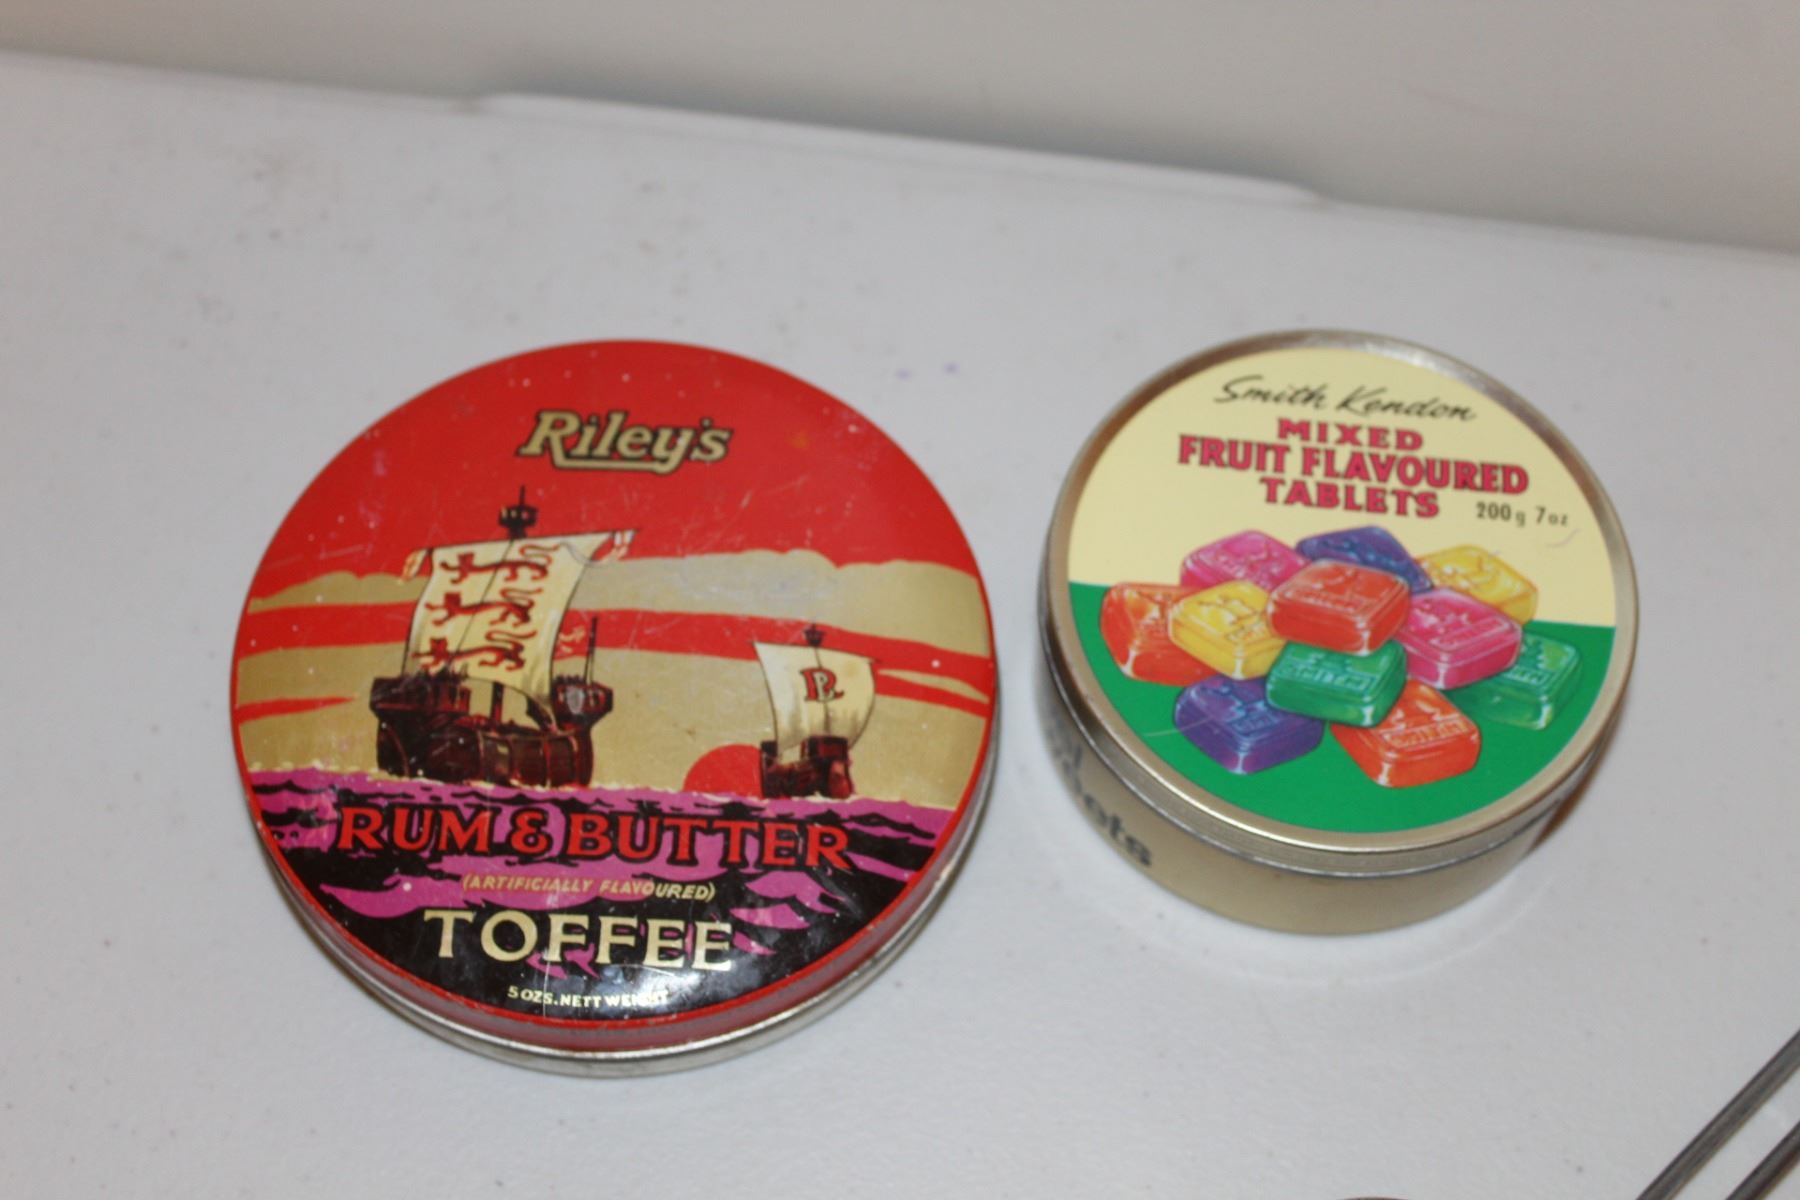 Riley's
RUM & BUTTER
(ARTIFICIALLY FLAVOURED)
TOFFEE
5 OZS. NETT WEIGHT
Smith Kendon
MIXED
FRUIT FLAVOURED
TABLETS
200g 7oz